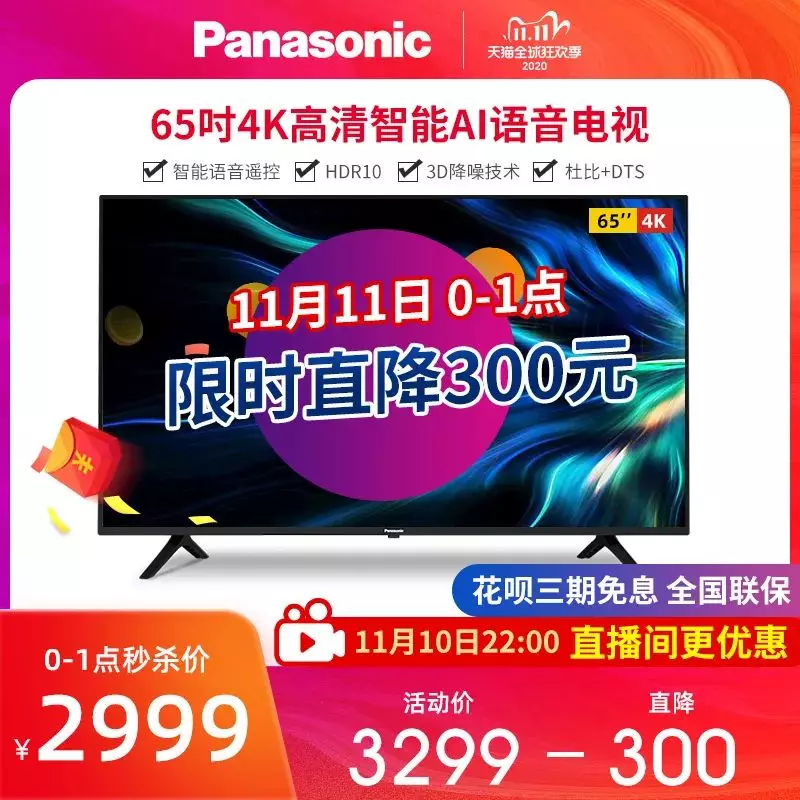 Panasonic
11.11
天猫全球狂欢季
2020
65吋4K高清智能AI语音电视
智能语音遥控 HDR10 3D降噪技术 杜比+DTS
65’’ 4K
11月11日 0-1点
限时直降300元
Panasonic
花呗三期免息 全国联保
11月10日22:00 直播间更优惠
0-1点秒杀价
¥2999
活动价 直降
3299 – 300